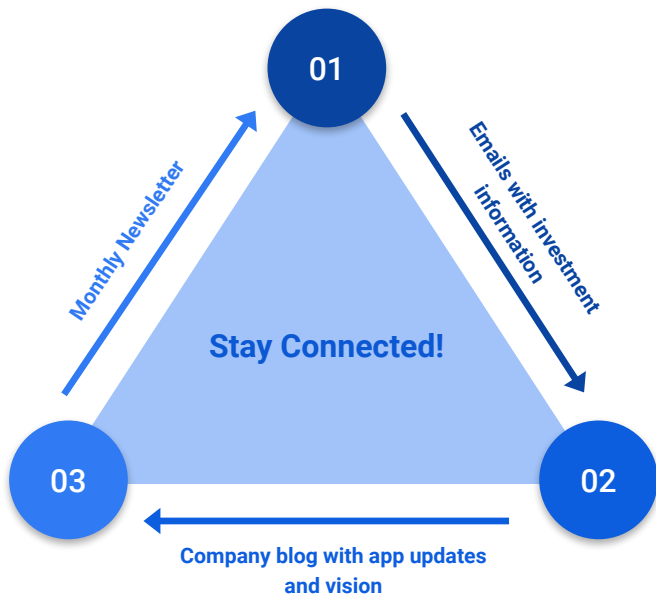 01
Emails with investment
information
Monthly Newsletter
Stay Connected!
03
02
Company blog with app updates
and vision